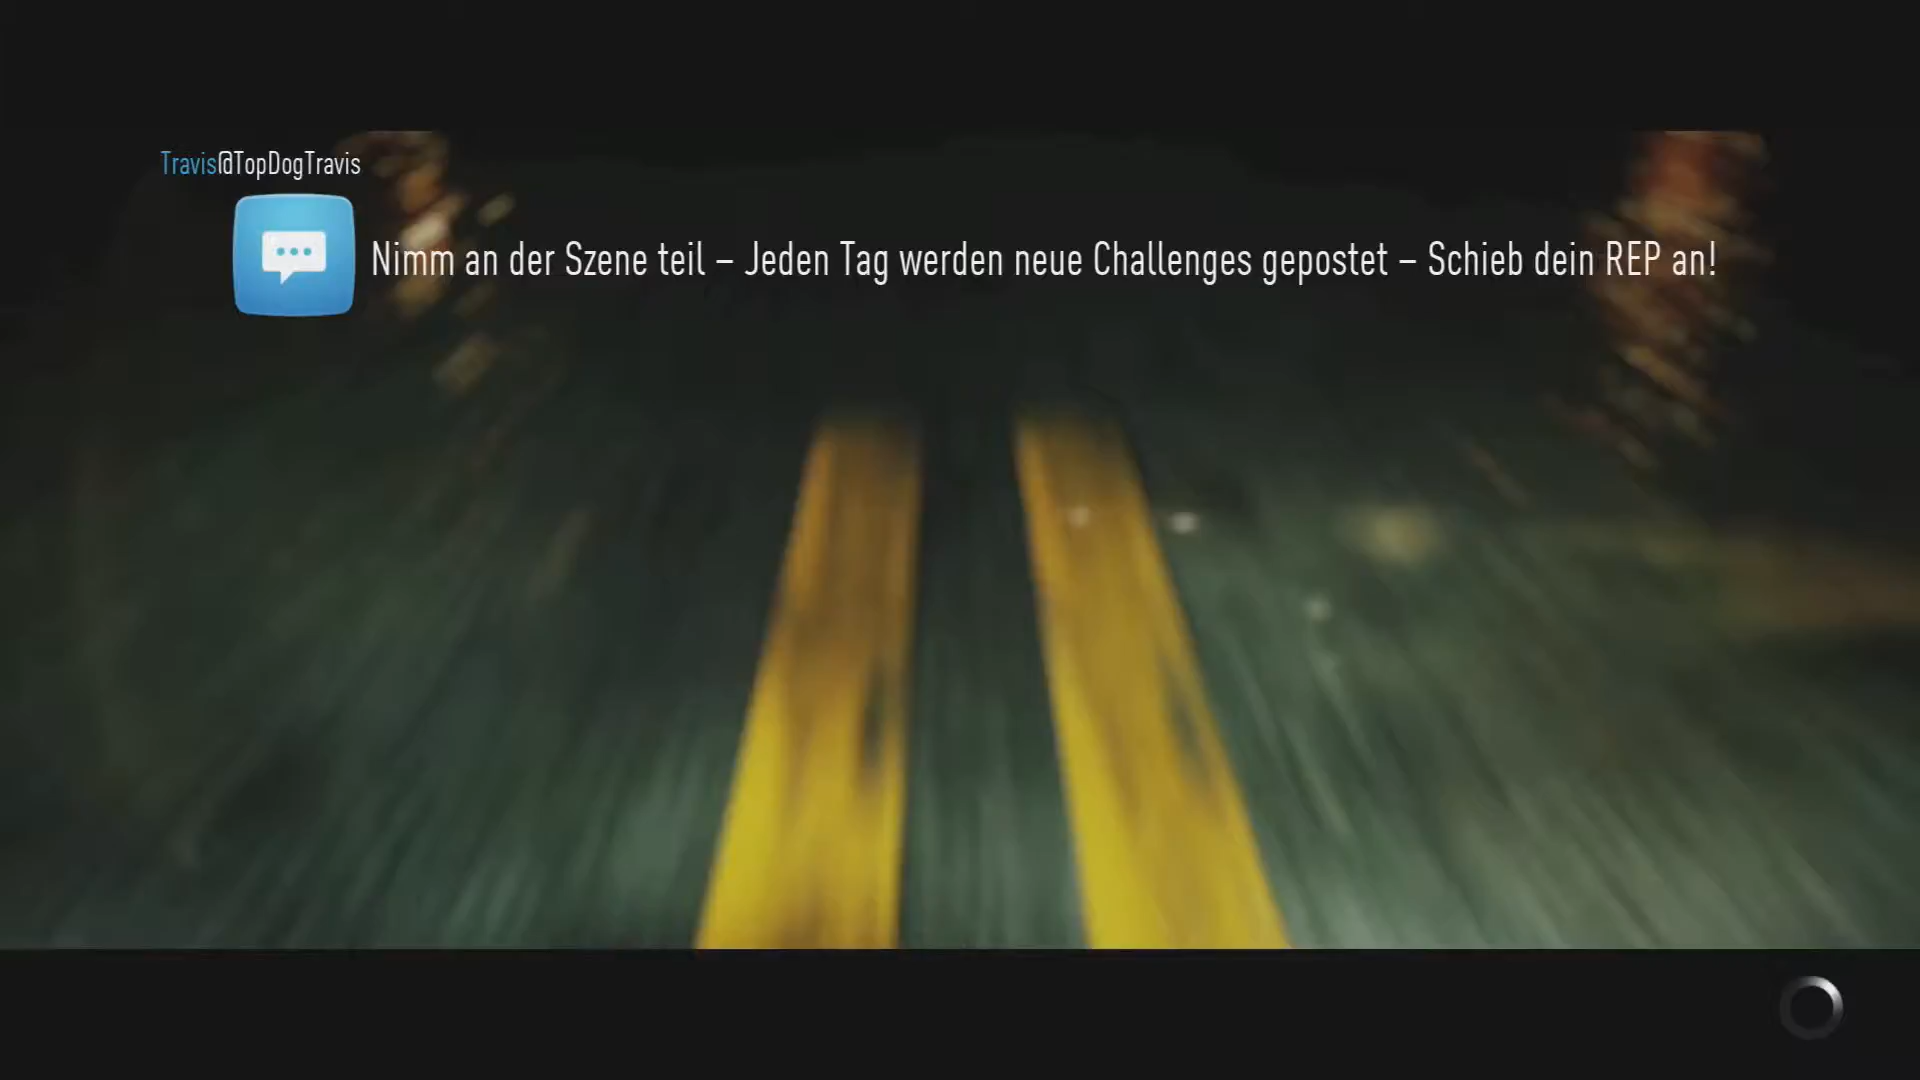 Travis@TopDogTravis
Nimm an der Szene teil – Jeden Tag werden neue Challenges gepostet – Schieb dein REP an!